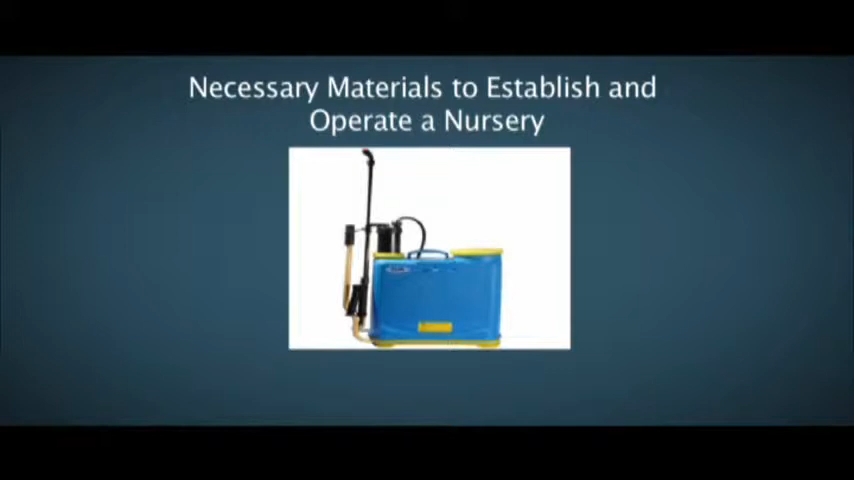 Necessary Materials to Establish and
Operate a Nursery